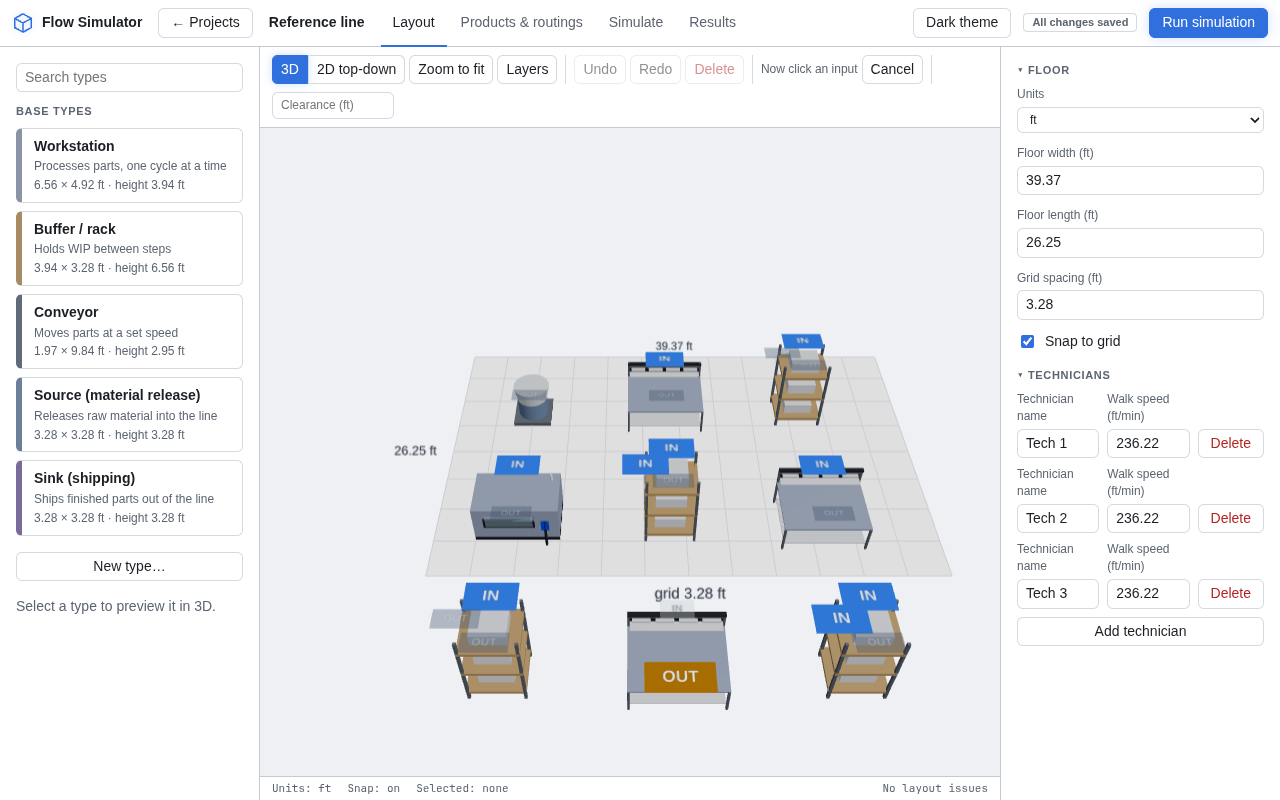 Flow Simulator
← Projects
Reference line
Layout
Products & routings
Simulate
Results
Dark theme
All changes saved
Run simulation
Search types
BASE TYPES
Workstation
Processes parts, one cycle at a time
6.56 × 4.92 ft · height 3.94 ft
Buffer / rack
Holds WIP between steps
3.94 × 3.28 ft · height 6.56 ft
Conveyor
Moves parts at a set speed
1.97 × 9.84 ft · height 2.95 ft
Source (material release)
Releases raw material into the line
3.28 × 3.28 ft · height 3.28 ft
Sink (shipping)
Ships finished parts out of the line
3.28 × 3.28 ft · height 3.28 ft
New type…
Select a type to preview it in 3D.
3D
2D top-down
Zoom to fit
Layers
Undo
Redo
Delete
Now click an input
Cancel
Clearance (ft)
39.37 ft
IN
IN
OUT
26.25 ft
IN
IN
IN
IN
OUT
OUT
OUT
grid 3.28 ft
IN
IN
IN
IN
OUT
OUT
OUT
OUT
Units: ft
Snap: on
Selected: none
No layout issues
▾ FLOOR
Units
ft
Floor width (ft)
39.37
Floor length (ft)
26.25
Grid spacing (ft)
3.28
Snap to grid
▾ TECHNICIANS
Technician name
Walk speed (ft/min)
Tech 1
236.22
Delete
Technician name
Walk speed (ft/min)
Tech 2
236.22
Delete
Technician name
Walk speed (ft/min)
Tech 3
236.22
Delete
Add technician